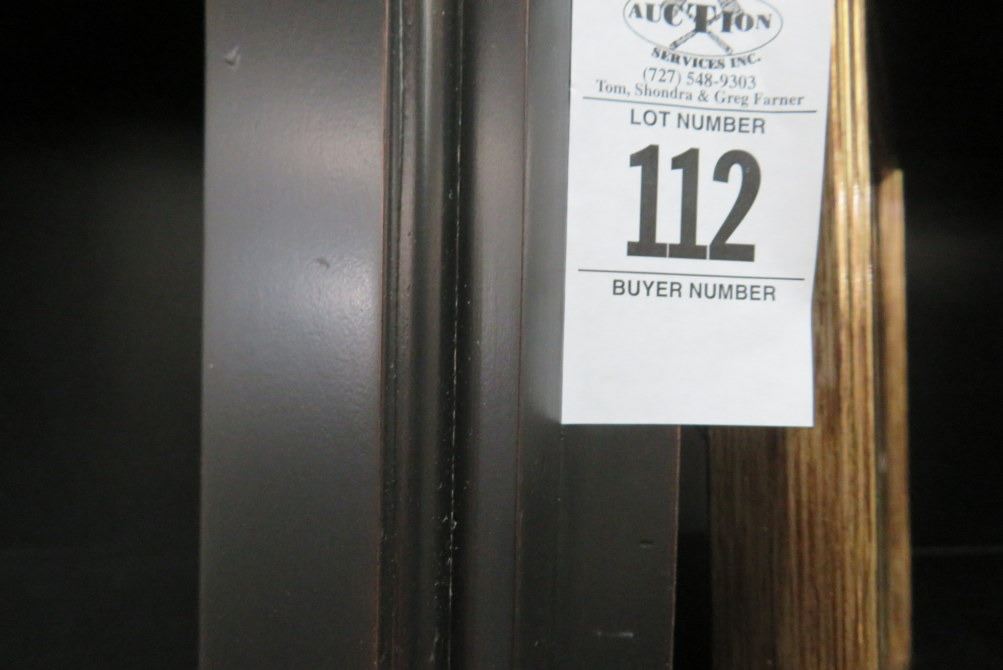 AUCTION
SERVICES INC.
(727) 548-9303
Tom, Shondra & Greg Farner
LOT NUMBER
112
BUYER NUMBER